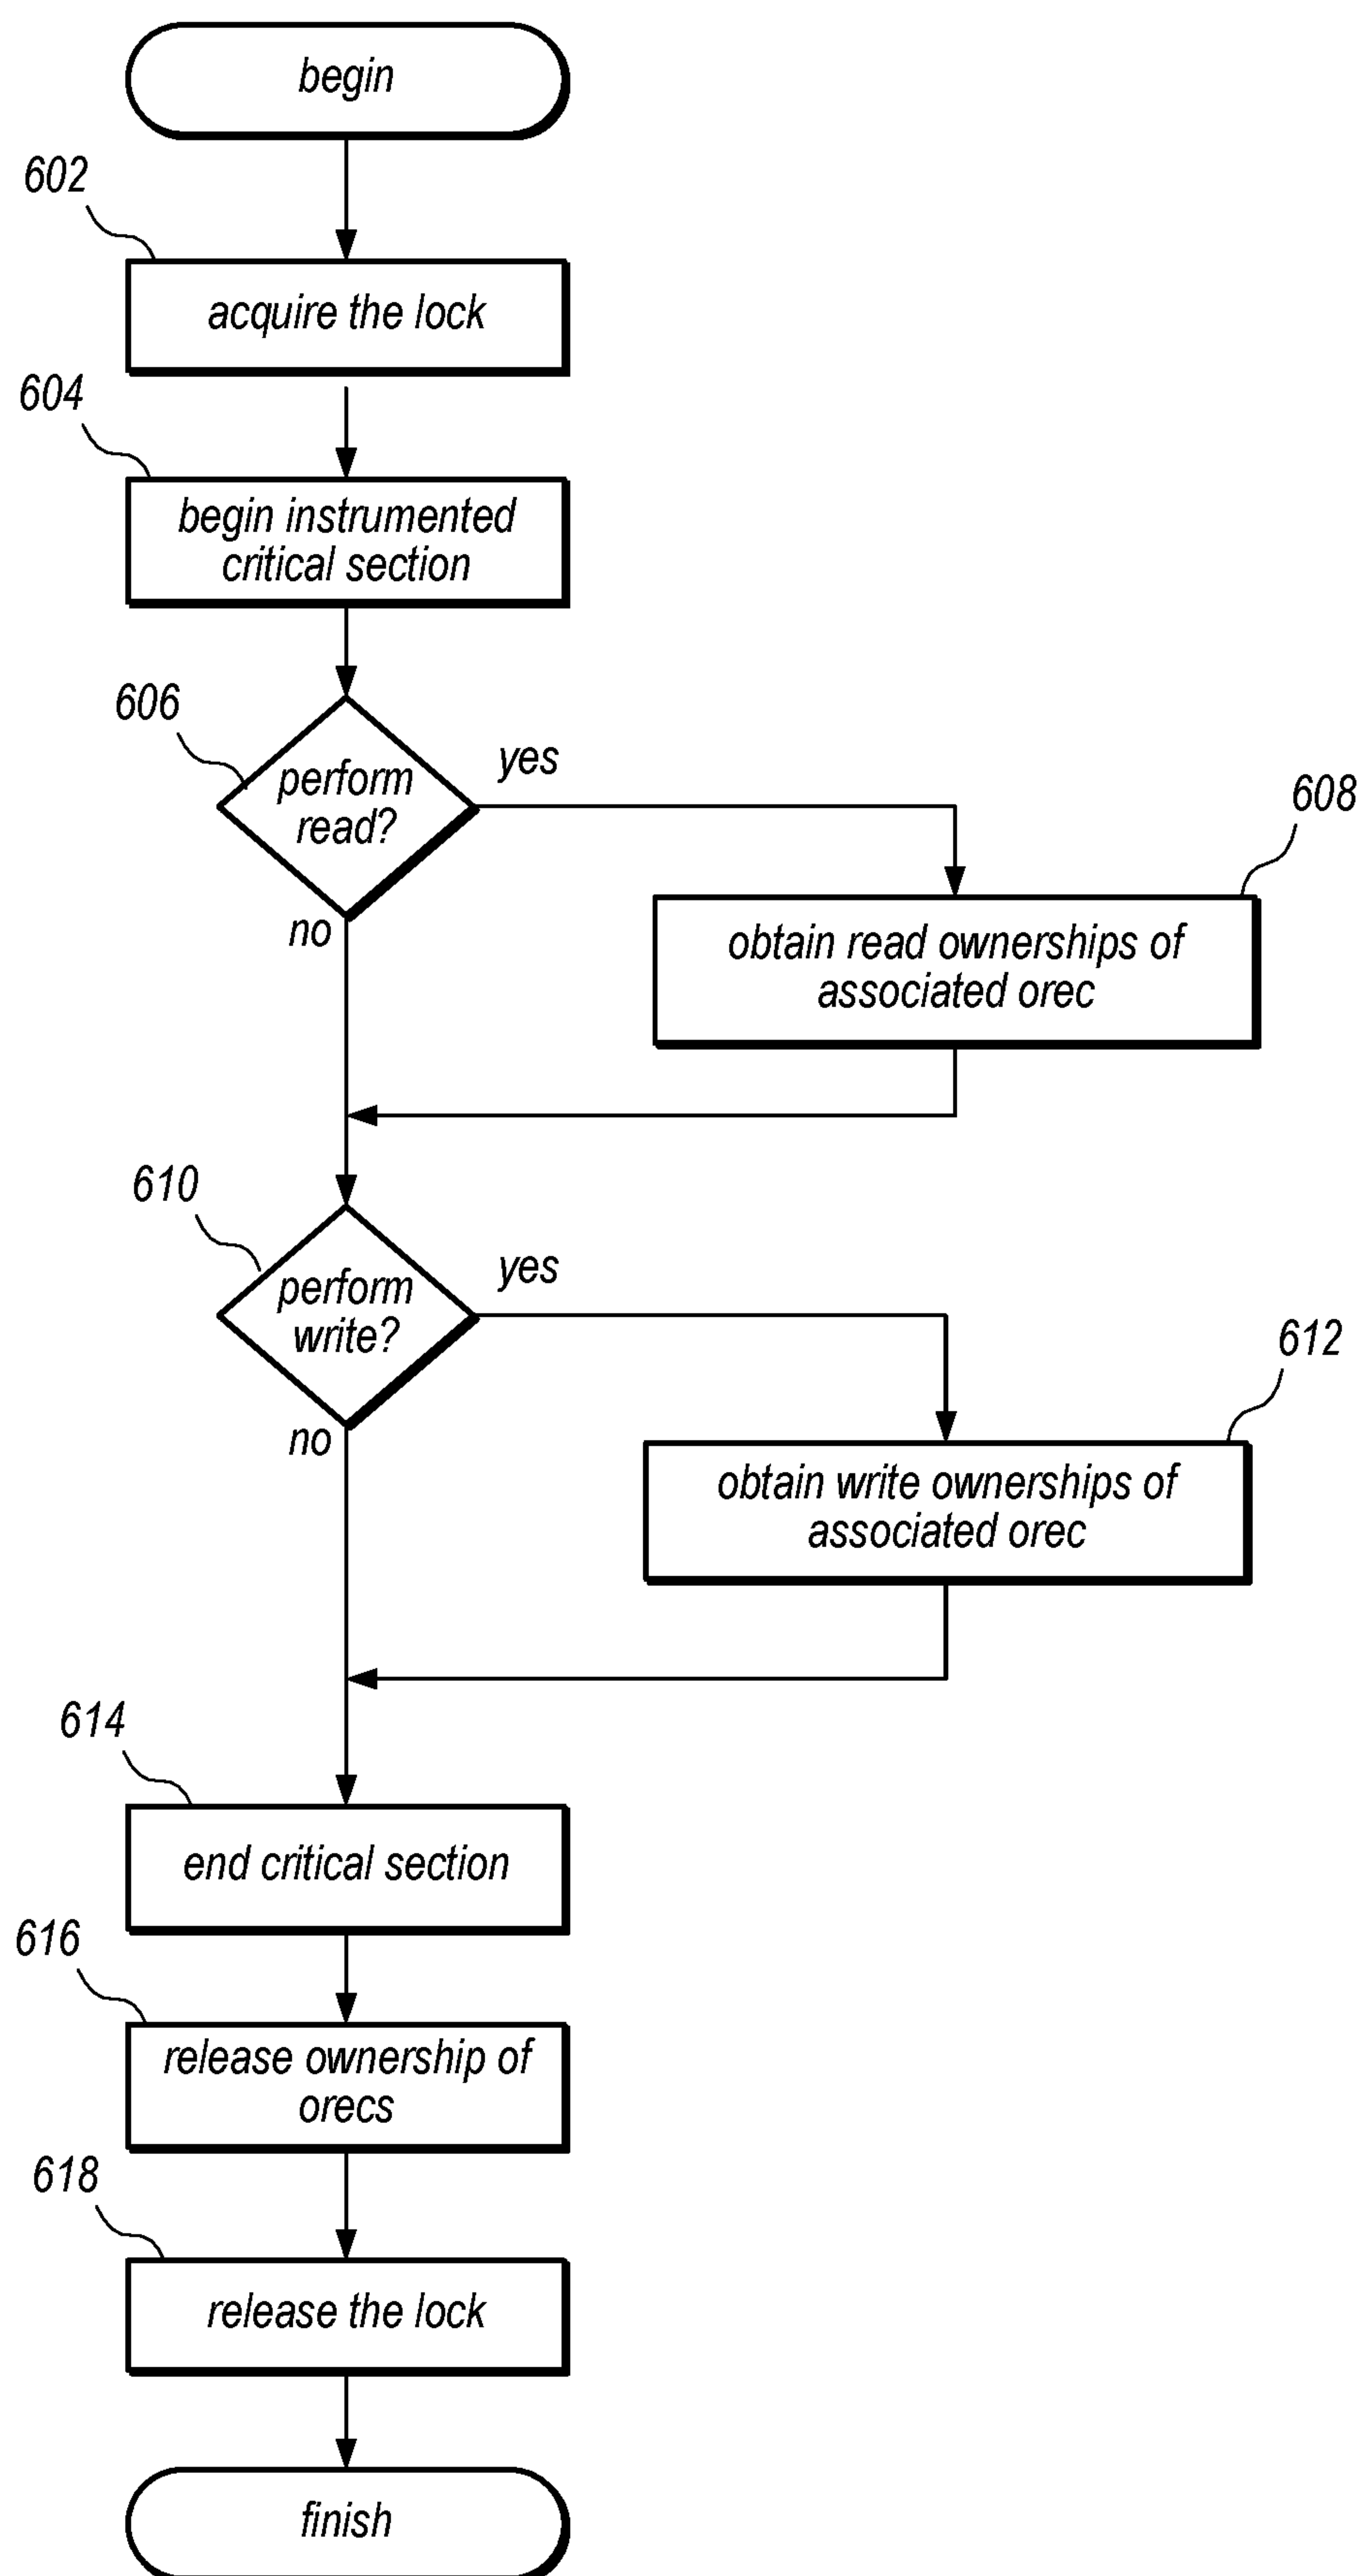 begin
602
acquire the lock
604
begin instrumented
critical section
606
perform
read?
yes
no
608
obtain read ownerships of
associated orec
610
perform
write?
yes
no
612
obtain write ownerships of
associated orec
614
end critical section
616
release ownership of
orecs
618
release the lock
finish